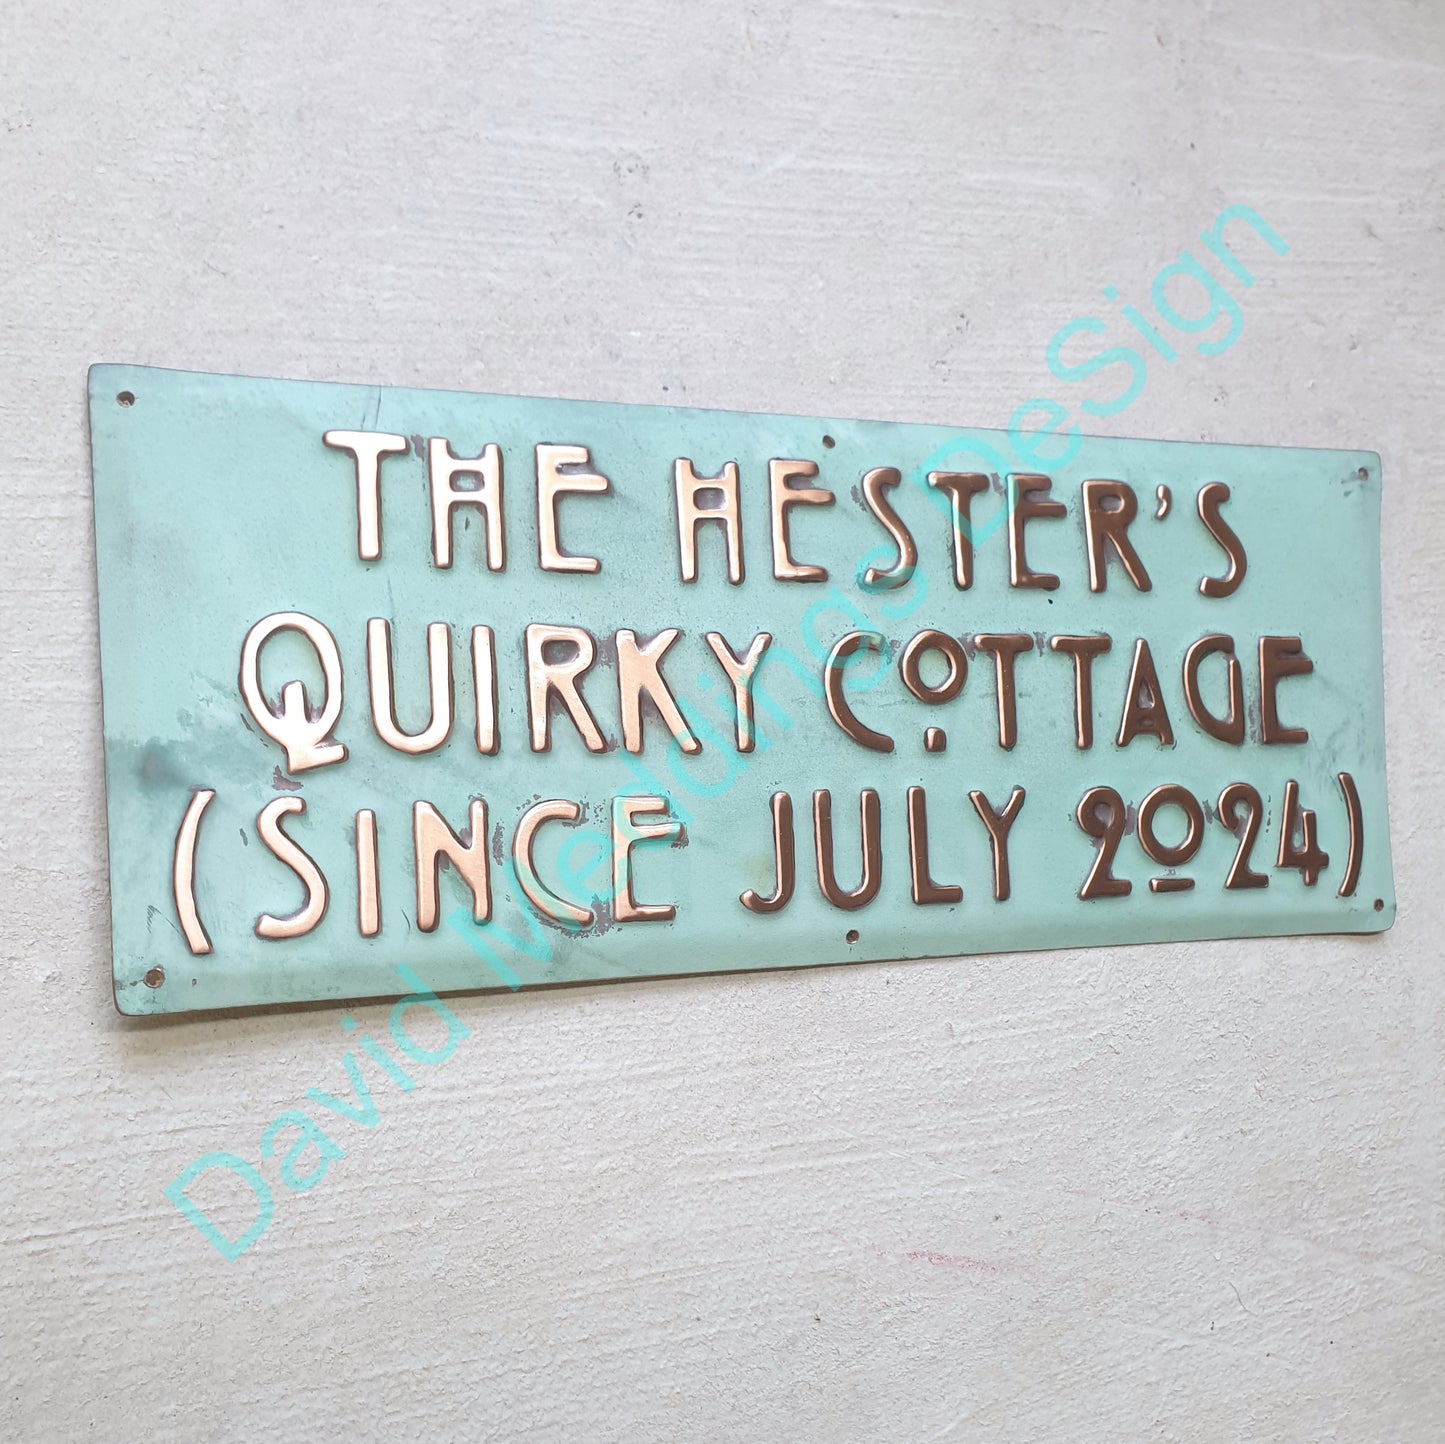 THE HESTER'S
QUIRKY COTTAGE
(SINCE JULY 2024)
David Meddings DeSign